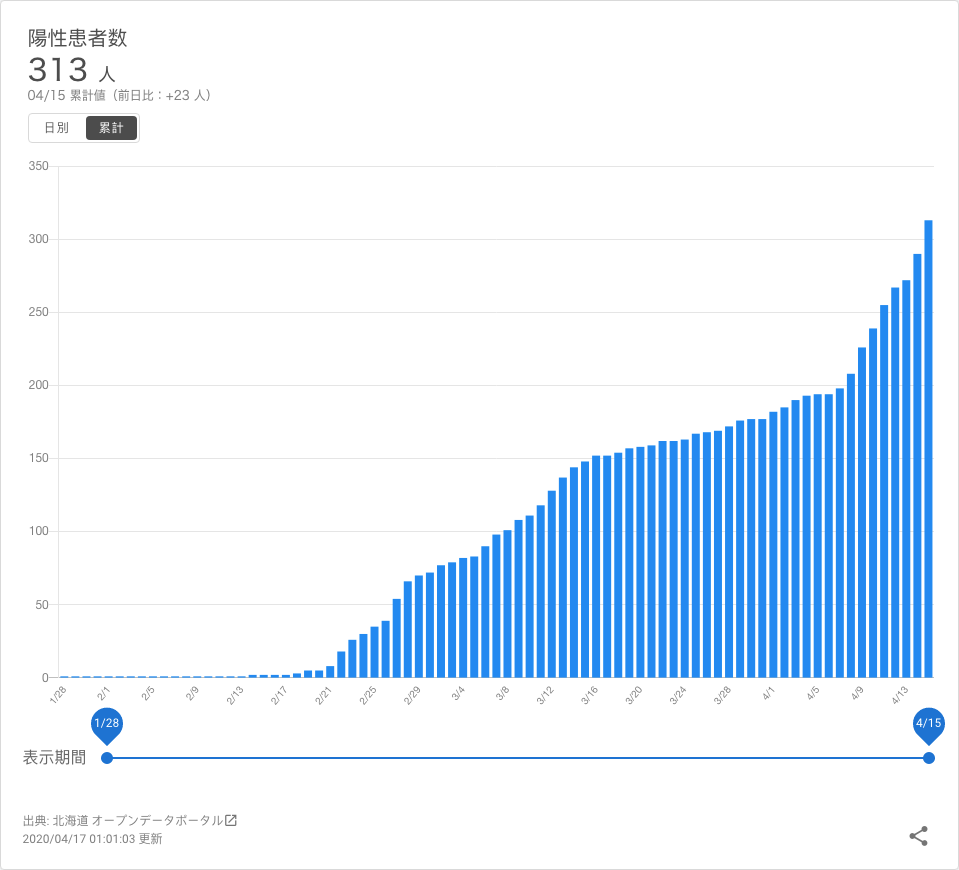 陽性患者数
313 人
04/15 累計値（前日比：+23 人）
日別 累計
350
300
250
200
150
100
50
0
1/28 2/1 2/5 2/9 2/13 2/17 2/21 2/25 2/29 3/4 3/8 3/12 3/16 3/20 3/24 3/28 4/1 4/5 4/9 4/13
1/28 4/15
表示期間
出典: 北海道 オープンデータポータル
2020/04/17 01:01:03 更新